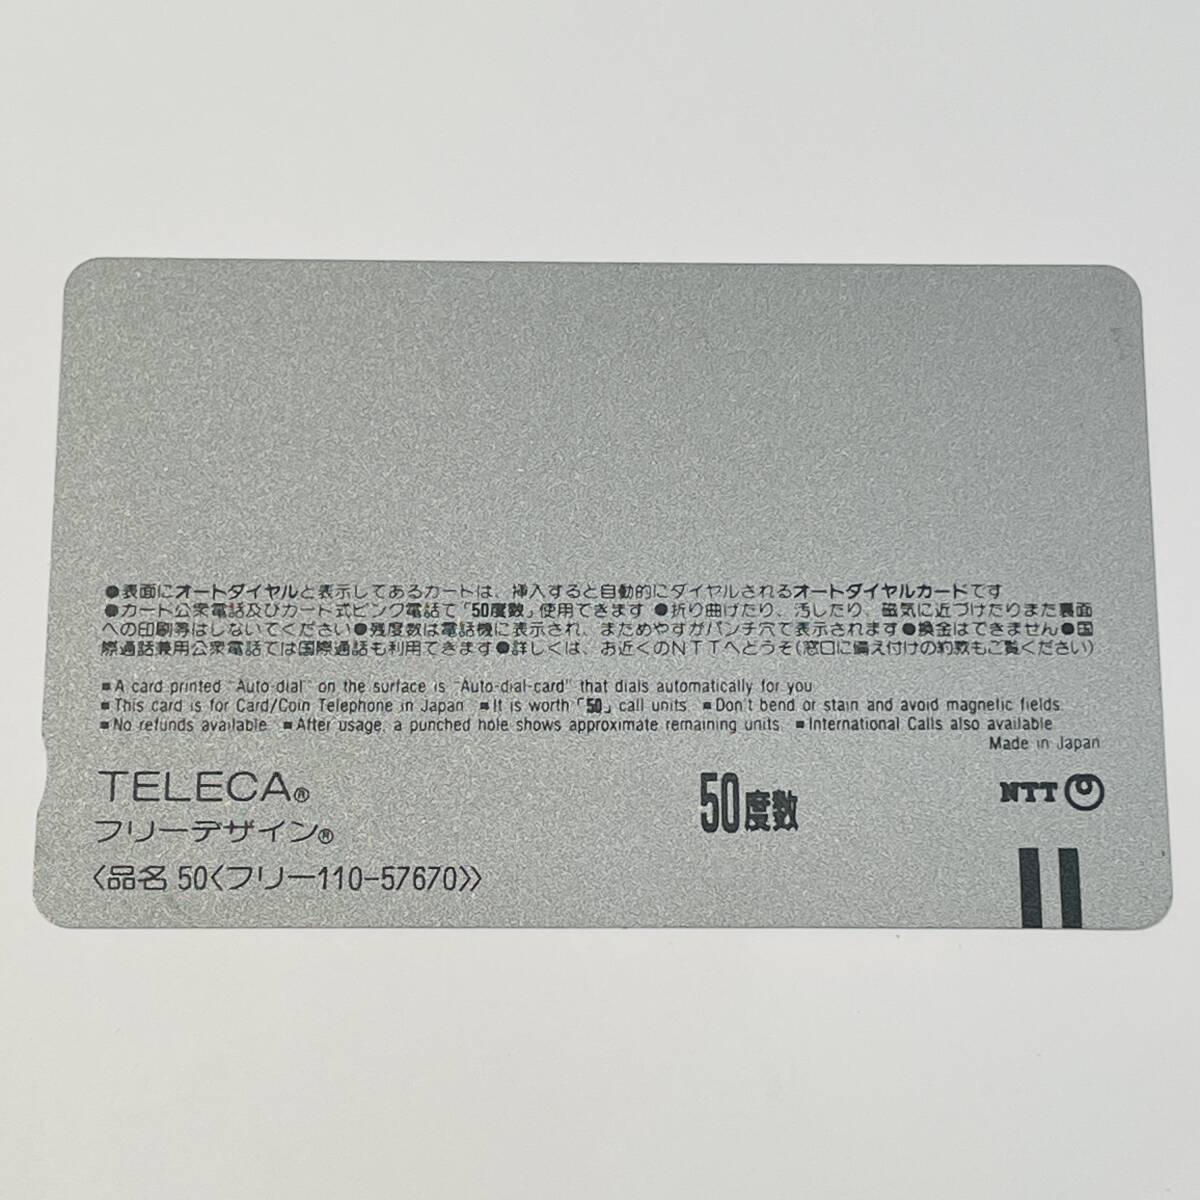 ●表面にオートダイヤルと表示してあるカードは、挿入すると自動的にダイヤルされるオートダイヤルカードです
●カード公衆電話及びカード式ピンク電話で「50度数」使用できます ●折り曲げたり、汚したり、磁気に近づけたりまた裏面
への印刷等はしないでください●残度数は電話機に表示され、まためやすがパンチ穴で表示されます●換金はできません●国
際通話兼用公衆電話では国際通話も利用できます●詳しくは、お近くのNTTへどうぞ(窓口に備え付けの約款もご覧ください)
■A card printed "Auto-dial" on the surface is "Auto-dial-card" that dials automatically for you
■This card is for Card/Coin Telephone in Japan ■It is worth「50」call units. ■Don't bend or stain and avoid magnetic fields.
■No refunds available. ■After usage, a punched hole shows approximate remaining units. ■International Calls also available.
Made in Japan
TELECA®
フリーデザイン®
〈品名 50〈フリー110-57670〉〉
50度数
NTT